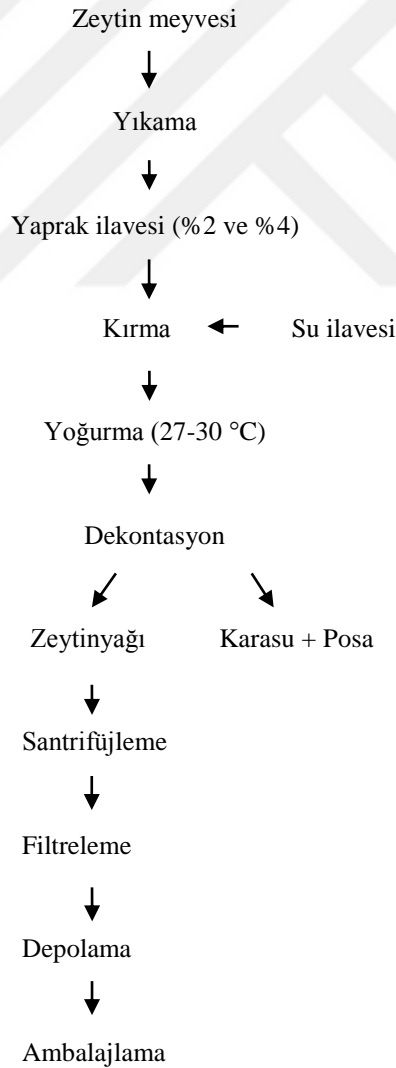 Zeytin meyvesi
Yıkama
Yaprak ilavesi (%2 ve %4)
Kırma Su ilavesi
Yoğurma (27-30 °C)
Dekontasyon
Zeytinyağı Karasu + Posa
Santrifüjleme
Filtreleme
Depolama
Ambalajlama